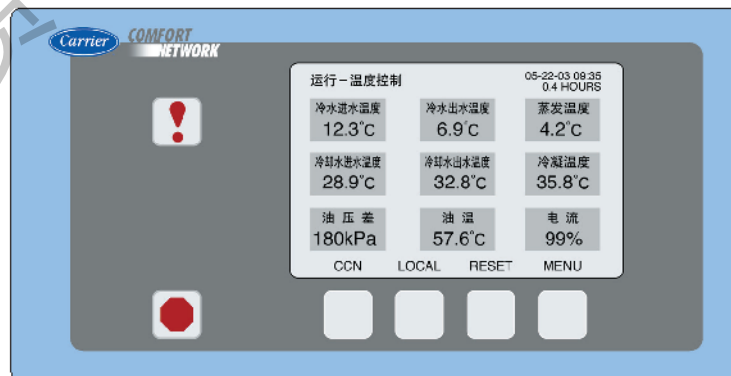 Carrier
COMFORT
NETWORK
运行-温度控制
05-22-03 09:35
0.4 HOURS
冷水进水温度
冷水出水温度
蒸发温度
12.3°C
6.9°C
4.2°C
冷却水进水温度
冷却水出水温度
冷凝温度
28.9°C
32.8°C
35.8°C
油压差
油温
电流
180kPa
57.6°C
99%
CCN LOCAL RESET MENU